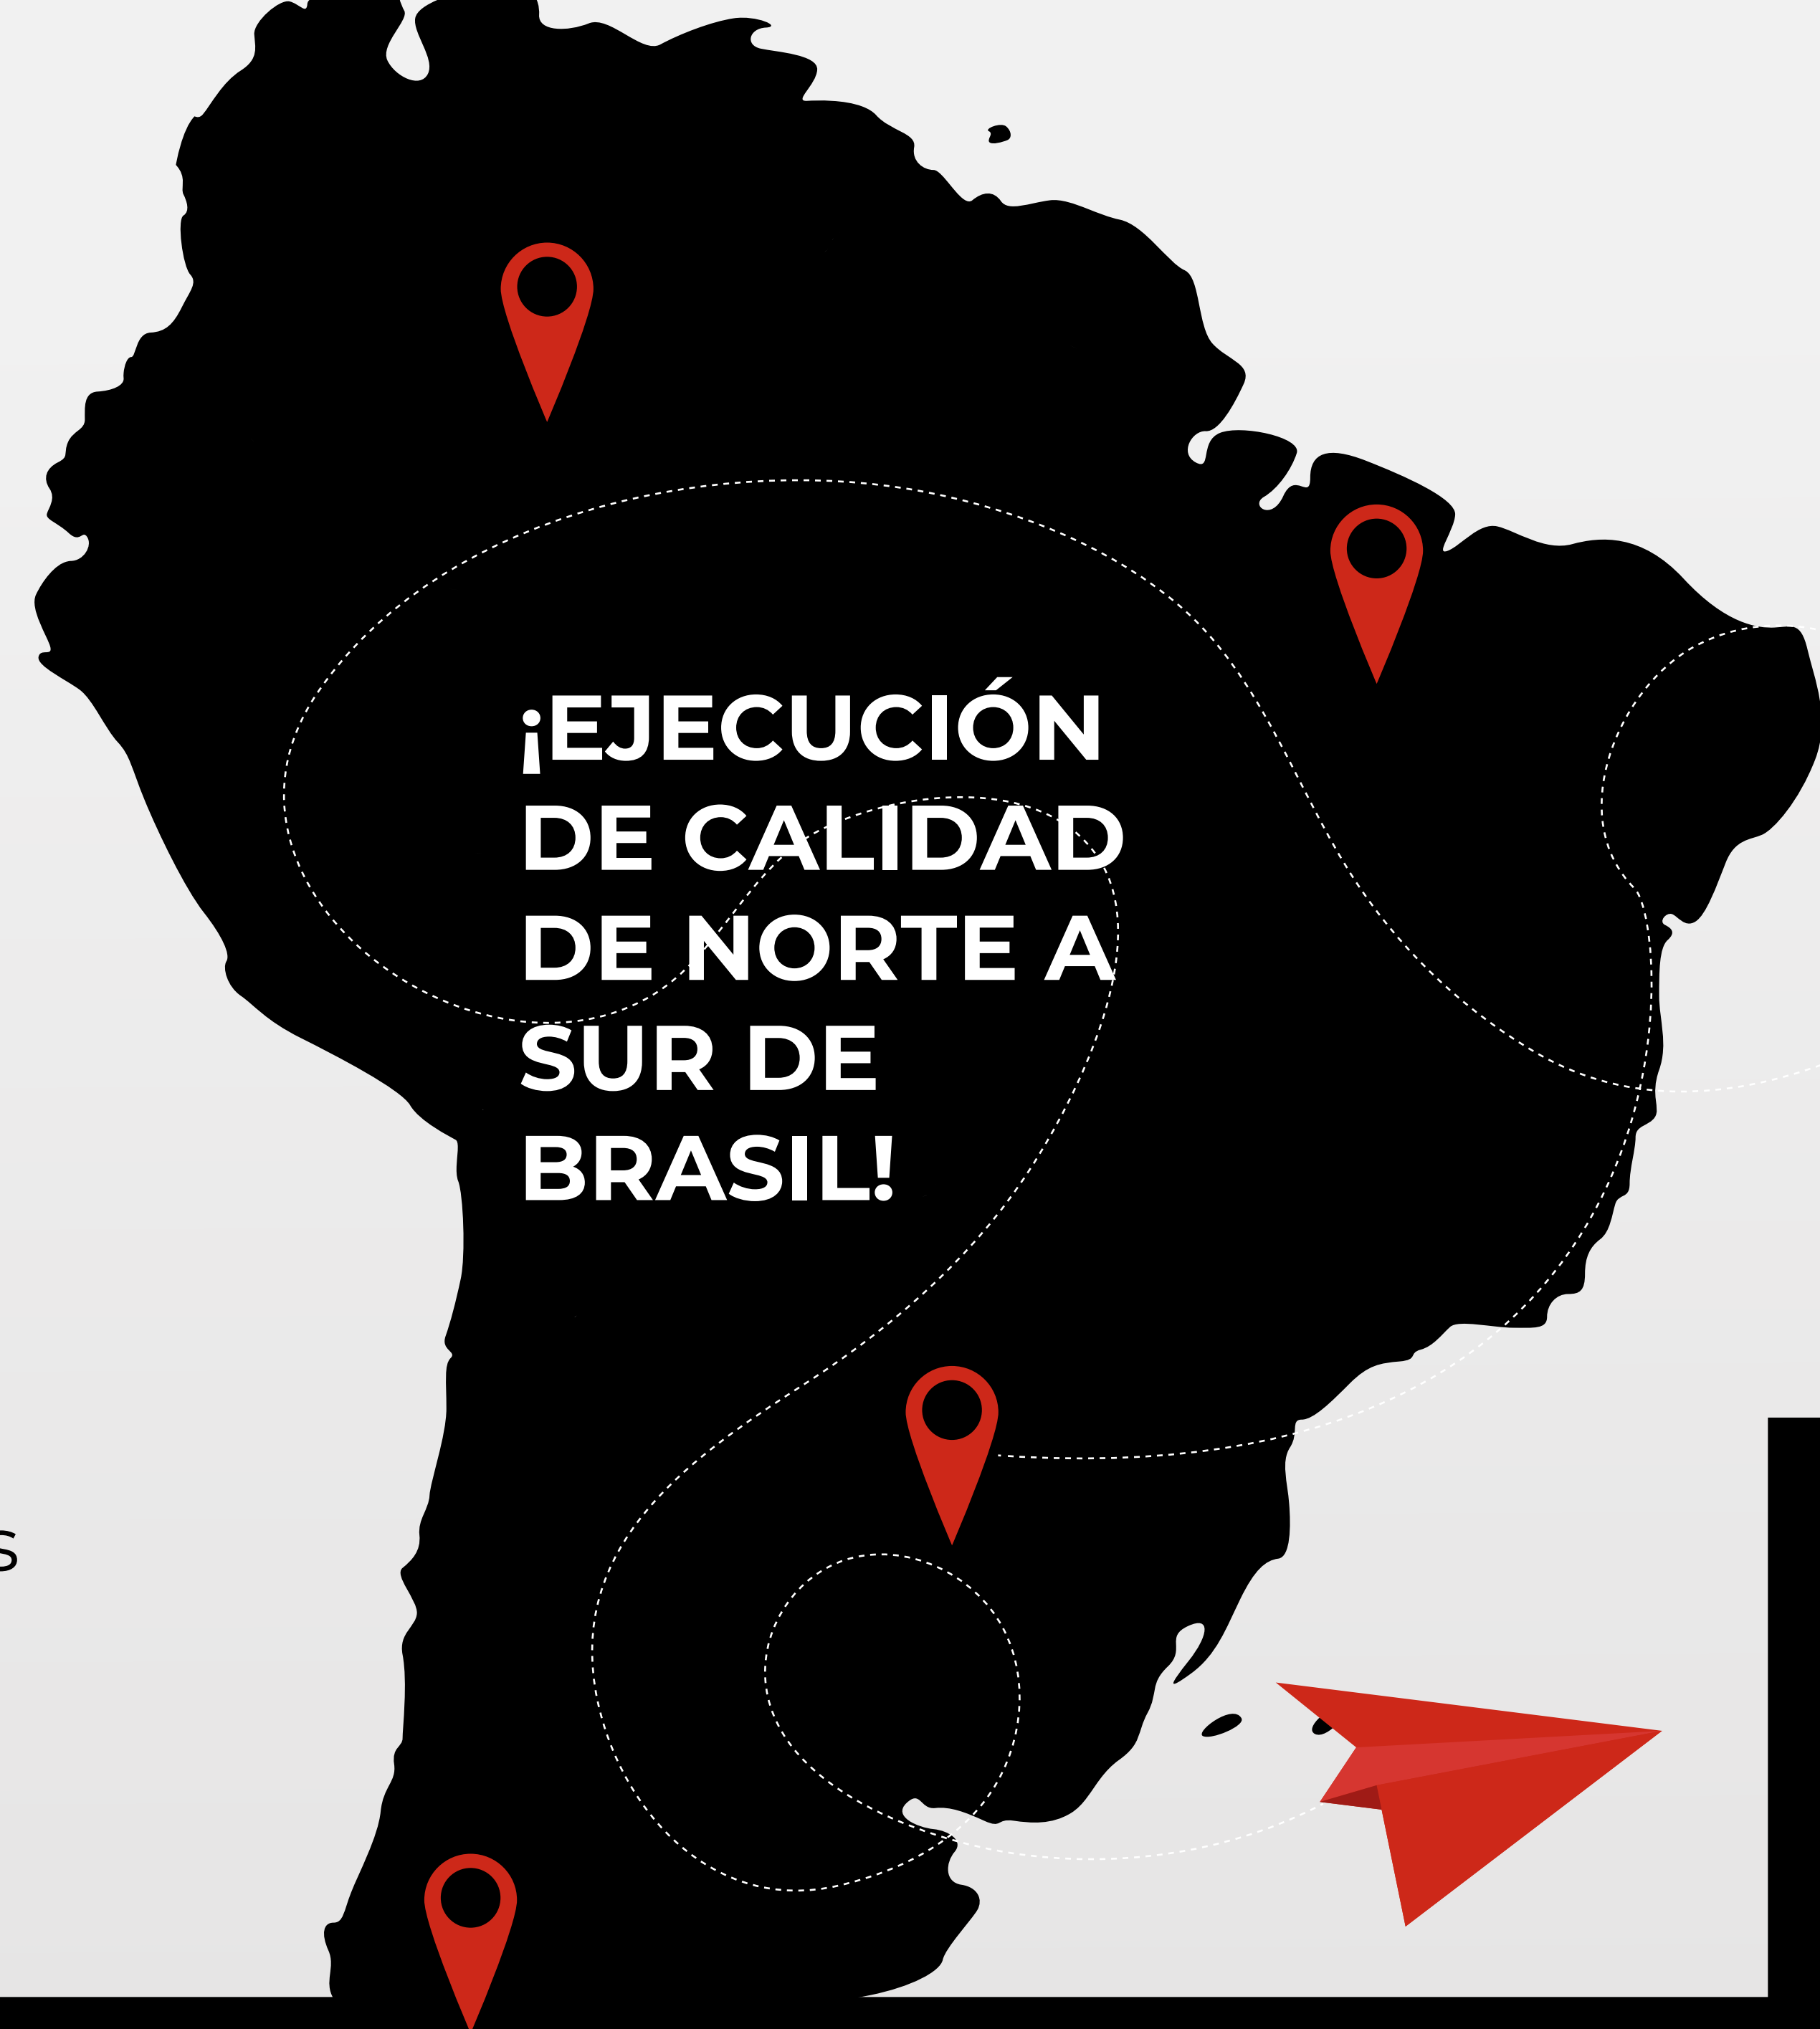 ¡EJECUCIÓN
DE CALIDAD
DE NORTE A
SUR DE
BRASIL!
s